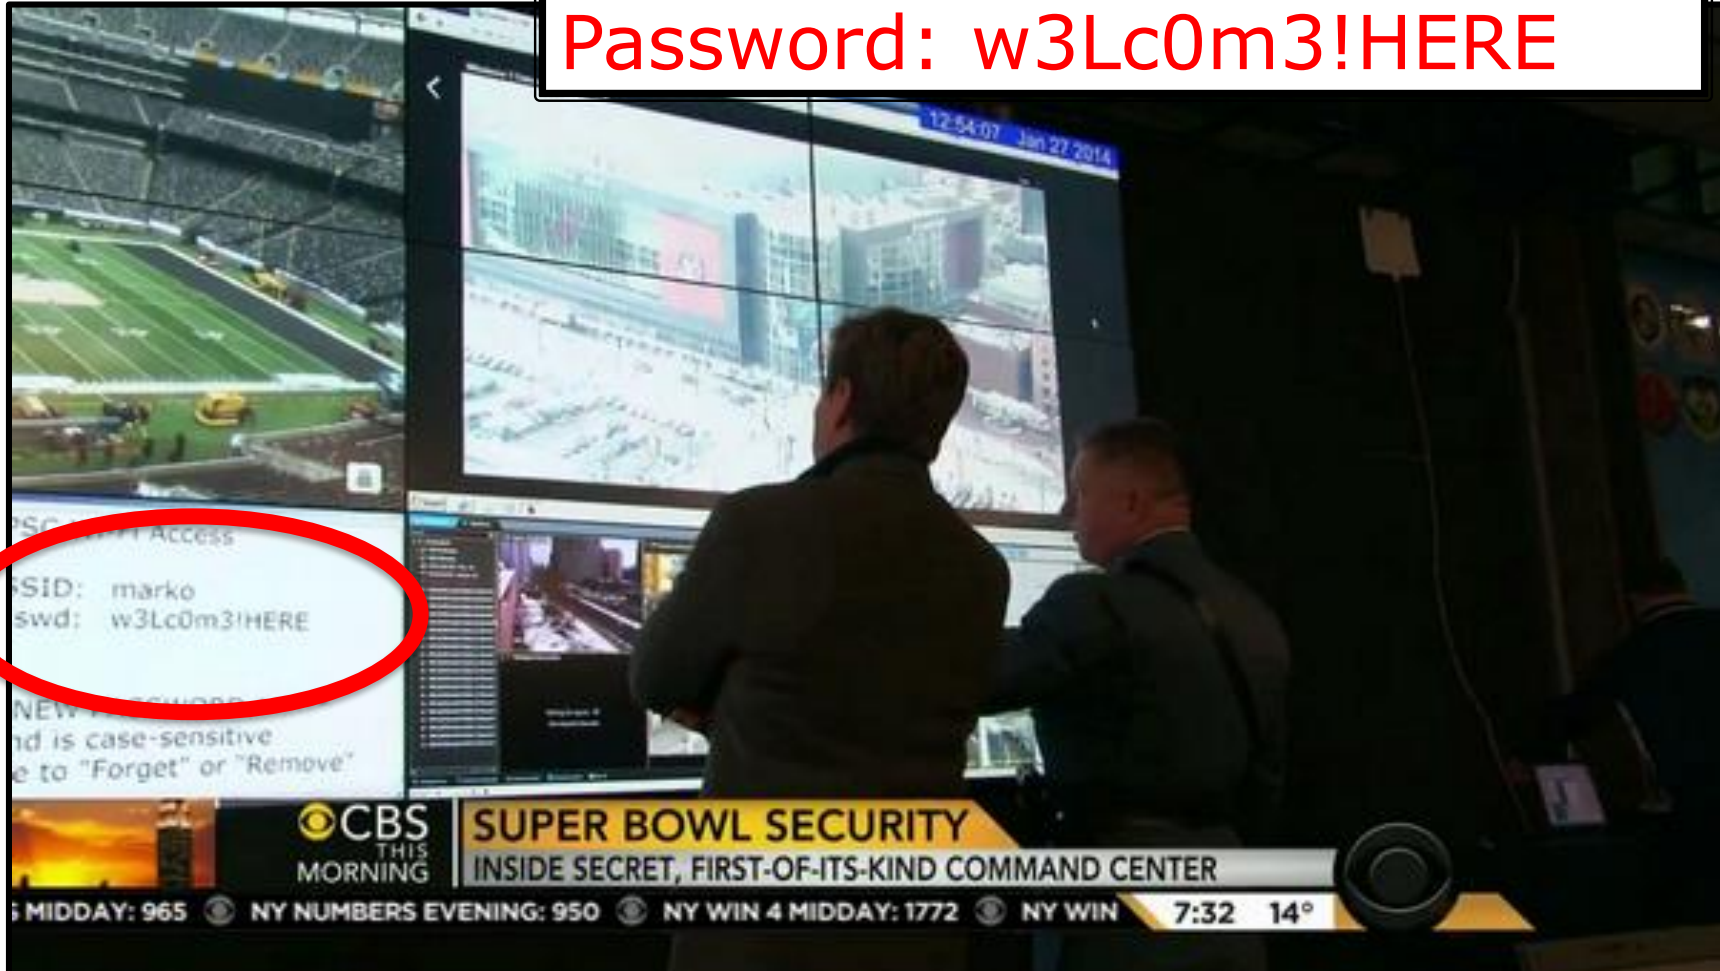 Password: w3Lc0m3!HERE
12:54:07 Jan 27 2014
Access
SSID: marko
swd: w3Lc0m3!HERE
NEW PASSWORD
nd is case-sensitive
e to "Forget" or "Remove"
CBS
THIS
MORNING
SUPER BOWL SECURITY
INSIDE SECRET, FIRST-OF-ITS-KIND COMMAND CENTER
S MIDDAY: 965 NY NUMBERS EVENING: 950 NY WIN 4 MIDDAY: 1772 NY WIN
7:32 14°